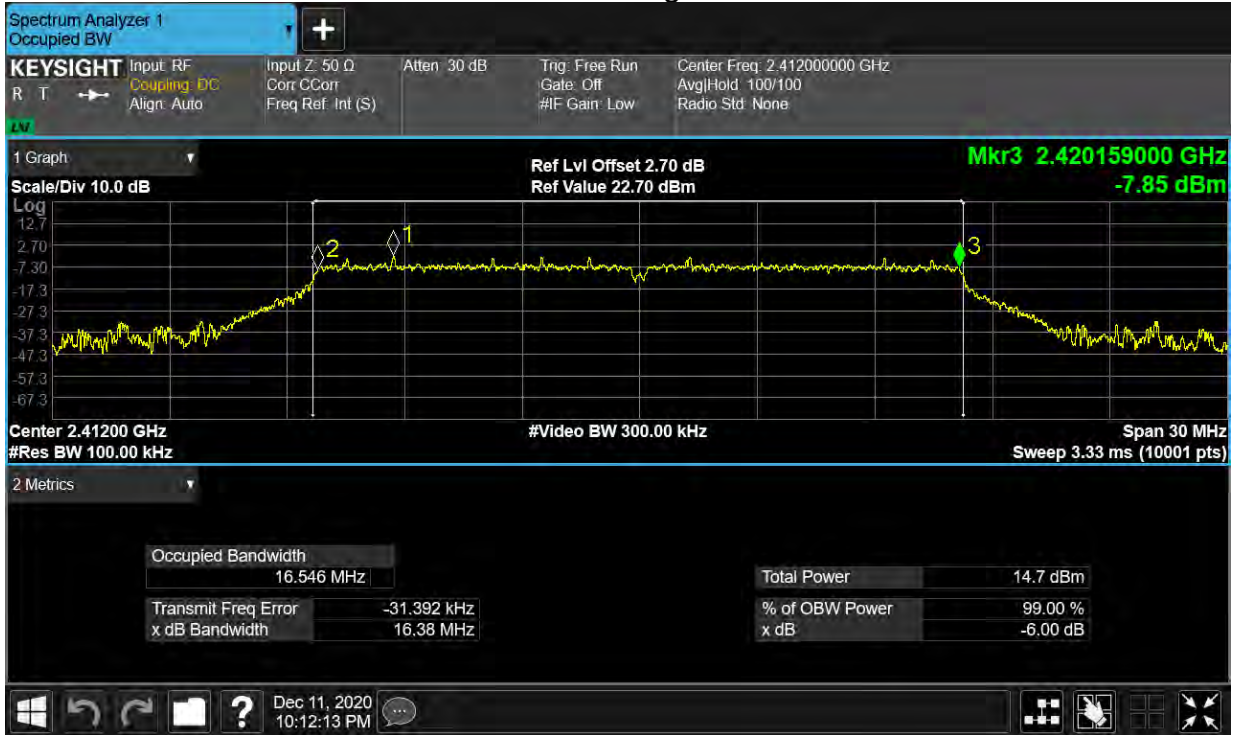 Spectrum Analyzer 1
Occupied BW
KEYSIGHT
R T
LXI
Input: RF
Coupling: DC
Align: Auto
Input Z: 50 Ω
Corr CCorr
Freq Ref: Int (S)
Atten: 30 dB
Trig: Free Run
Gate: Off
#IF Gain: Low
Center Freq: 2.412000000 GHz
Avg|Hold: 100/100
Radio Std: None
1 Graph
Scale/Div 10.0 dB
Ref Lvl Offset 2.70 dB
Ref Value 22.70 dBm
Mkr3 2.420159000 GHz
-7.85 dBm
Log
12.7
2.70
-7.30
-17.3
-27.3
-37.3
-47.3
-57.3
-67.3
2
1
3
Center 2.41200 GHz
#Res BW 100.00 kHz
#Video BW 300.00 kHz
Span 30 MHz
Sweep 3.33 ms (10001 pts)
2 Metrics
Occupied Bandwidth
16.546 MHz
Transmit Freq Error -31.392 kHz
x dB Bandwidth 16.38 MHz
Total Power 14.7 dBm
% of OBW Power 99.00 %
x dB -6.00 dB
?
Dec 11, 2020
10:12:13 PM